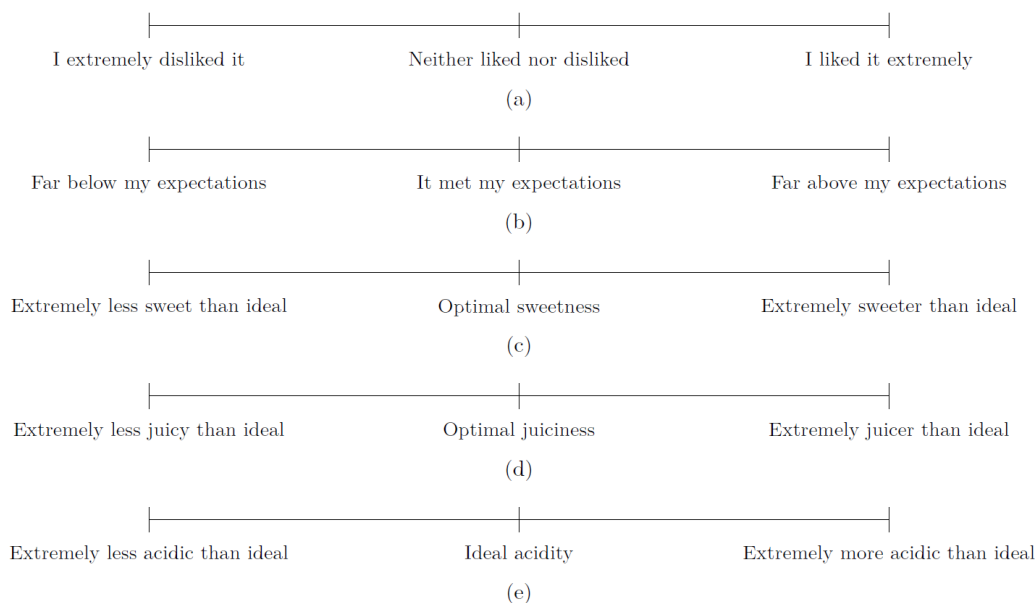 I extremely disliked it Neither liked nor disliked I liked it extremely
(a)
Far below my expectations It met my expectations Far above my expectations
(b)
Extremely less sweet than ideal Optimal sweetness Extremely sweeter than ideal
(c)
Extremely less juicy than ideal Optimal juiciness Extremely juicer than ideal
(d)
Extremely less acidic than ideal Ideal acidity Extremely more acidic than ideal
(e)